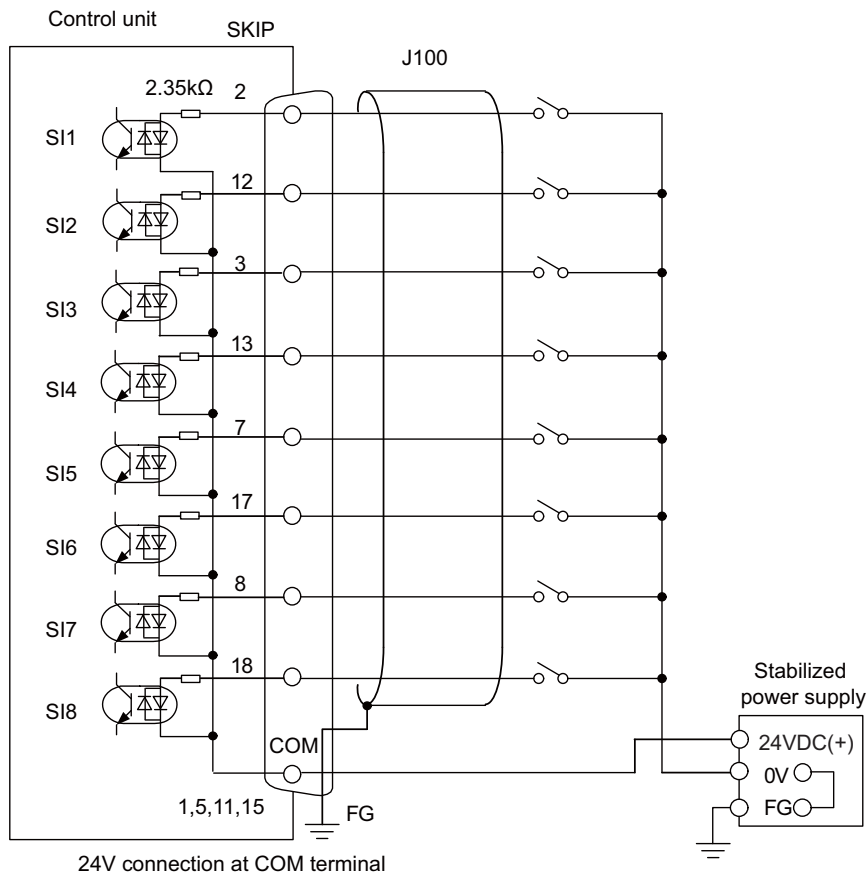 Control unit
SKIP
J100
2.35kΩ
2
SI1
12
SI2
3
SI3
13
SI4
7
SI5
17
SI6
8
SI7
18
SI8
Stabilized
power supply
COM
24VDC(+)
0V
1,5,11,15
FG
FG
24V connection at COM terminal